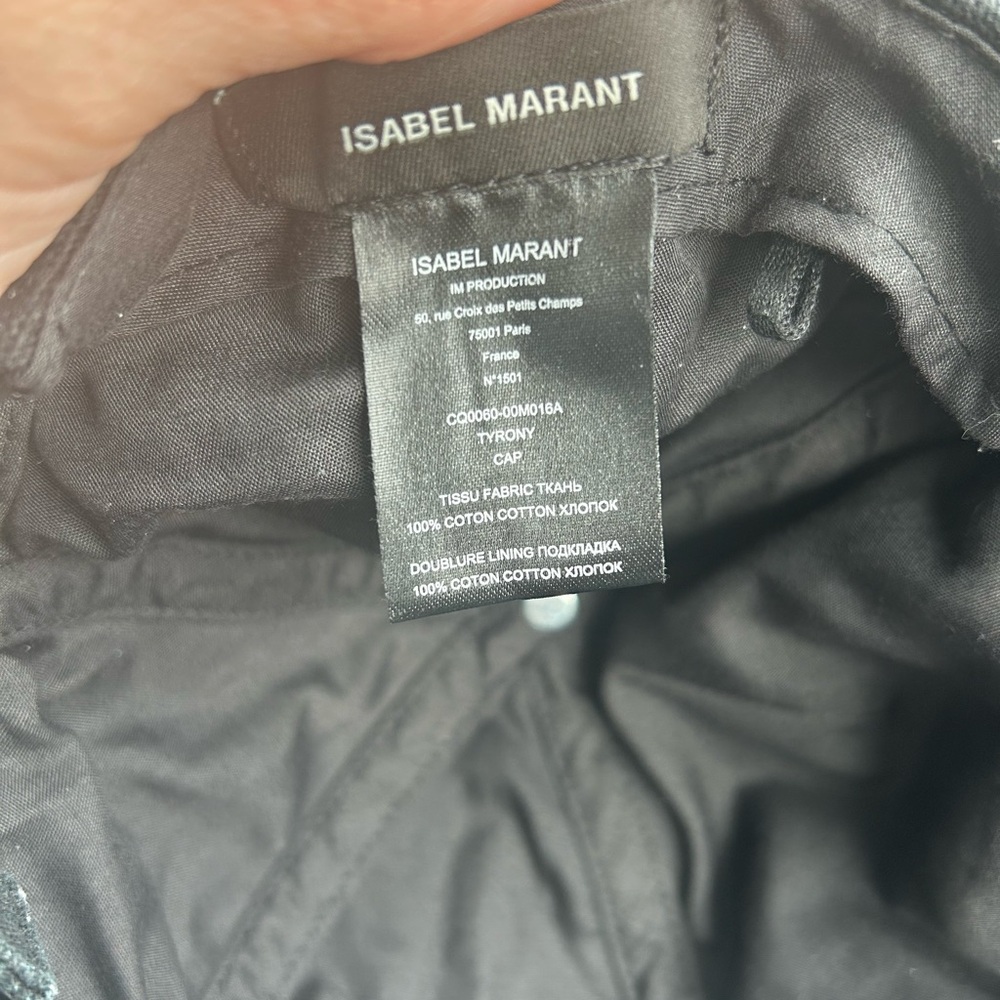 ISABEL MARANT
ISABEL MARANT
IM PRODUCTION
50, rue Croix des Petits Champs
75001 Paris
France
N°1501
CQ0060-00M016A
TYRONY
CAP
TISSU FABRIC ТКАНЬ
100% COTON COTTON ХЛОПОК
DOUBLURE LINING ПОДКЛАДКА
100% COTON COTTON ХЛОПОК